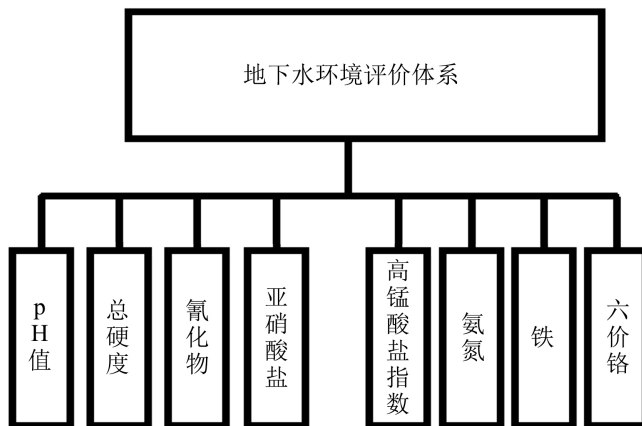 地下水环境评价体系
pH值
总硬度
氰化物
亚硝酸盐
高锰酸盐指数
氨氮
铁
六价铬